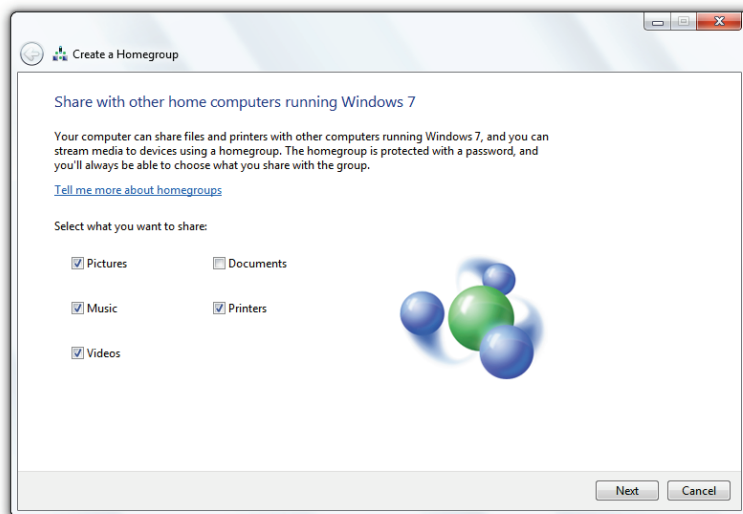 Create a Homegroup
Share with other home computers running Windows 7
Your computer can share files and printers with other computers running Windows 7, and you can
stream media to devices using a homegroup. The homegroup is protected with a password, and
you'll always be able to choose what you share with the group.
Tell me more about homegroups
Select what you want to share:
Pictures Documents
Music Printers
Videos
Next Cancel